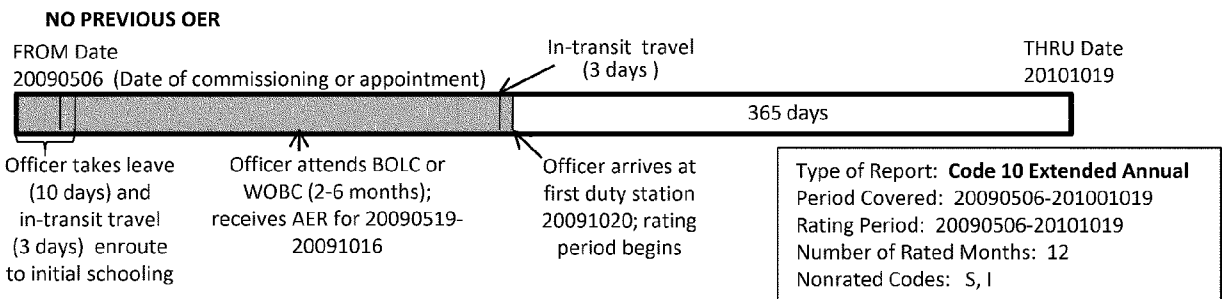 NO PREVIOUS OER
FROM Date
20090506 (Date of commissioning or appointment)
In-transit travel
(3 days )
THRU Date
20101019
365 days
Officer takes leave
(10 days) and
in-transit travel
(3 days) enroute
to initial schooling
Officer attends BOLC or
WOBC (2-6 months);
receives AER for 20090519-
20091016
Officer arrives at
first duty station
20091020; rating
period begins
Type of Report: Code 10 Extended Annual
Period Covered: 20090506-201001019
Rating Period: 20090506-20101019
Number of Rated Months: 12
Nonrated Codes: S, I